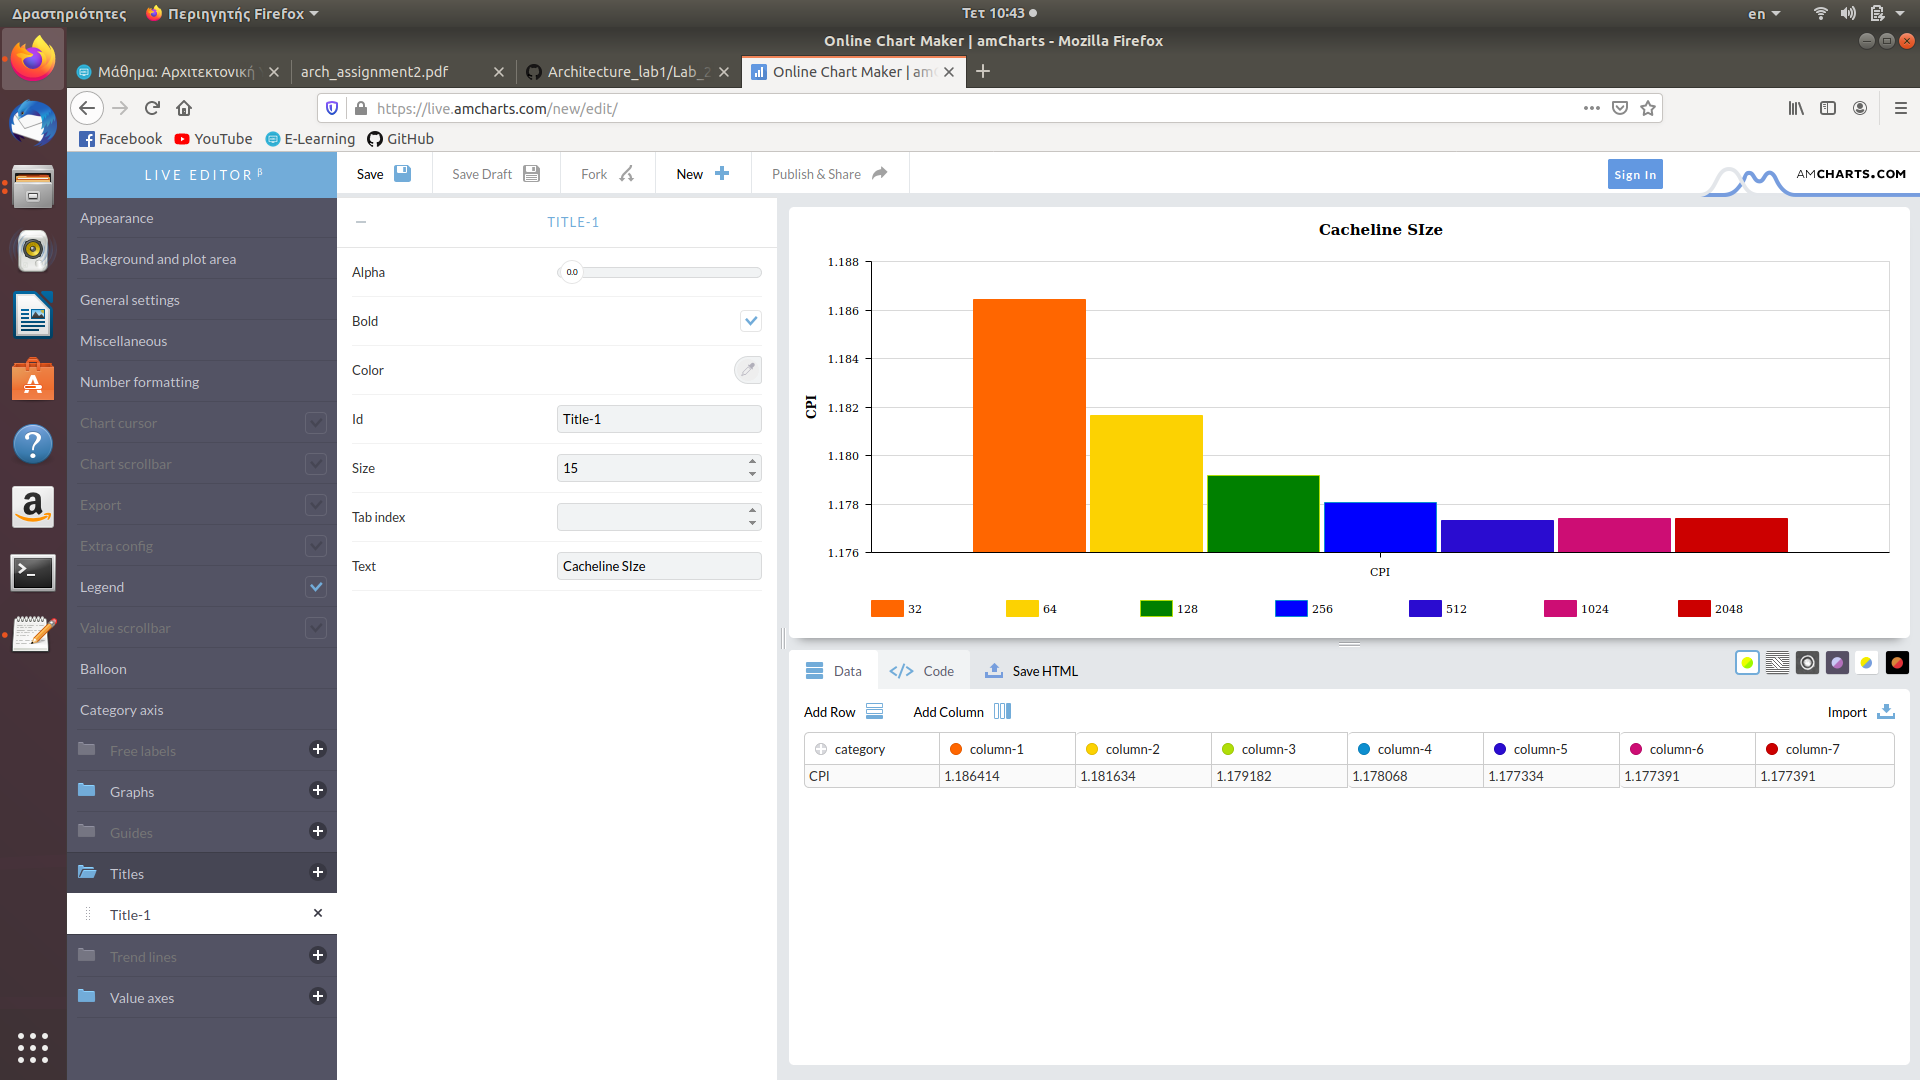 Δραστηριότητες Περιηγητής Firefox Τετ 10:43 en
Online Chart Maker | amCharts - Mozilla Firefox
Μάθημα: Αρχιτεκτονική arch_assignment2.pdf Architecture_lab1/Lab_2 Online Chart Maker | amC
https://live.amcharts.com/new/edit/
Facebook YouTube E-Learning GitHub
LIVE EDITOR β
Save Save Draft Fork New Publish & Share Sign In AMCHARTS.COM
Appearance
Background and plot area
General settings
Miscellaneous
Number formatting
Chart cursor
Chart scrollbar
Export
Extra config
Legend
Value scrollbar
Balloon
Category axis
Free labels
Graphs
Guides
Titles
Title-1
Trend lines
Value axes
TITLE-1
Alpha 0.0
Bold
Color
Id Title-1
Size 15
Tab index
Text Cacheline SIze
Cacheline SIze
1.188
1.186
1.184
1.182
1.180
1.178
1.176
CPI
CPI
32 64 128 256 512 1024 2048
Data </> Code Save HTML
Add Row Add Column Import
category column-1 column-2 column-3 column-4 column-5 column-6 column-7
CPI 1.186414 1.181634 1.179182 1.178068 1.177334 1.177391 1.177391